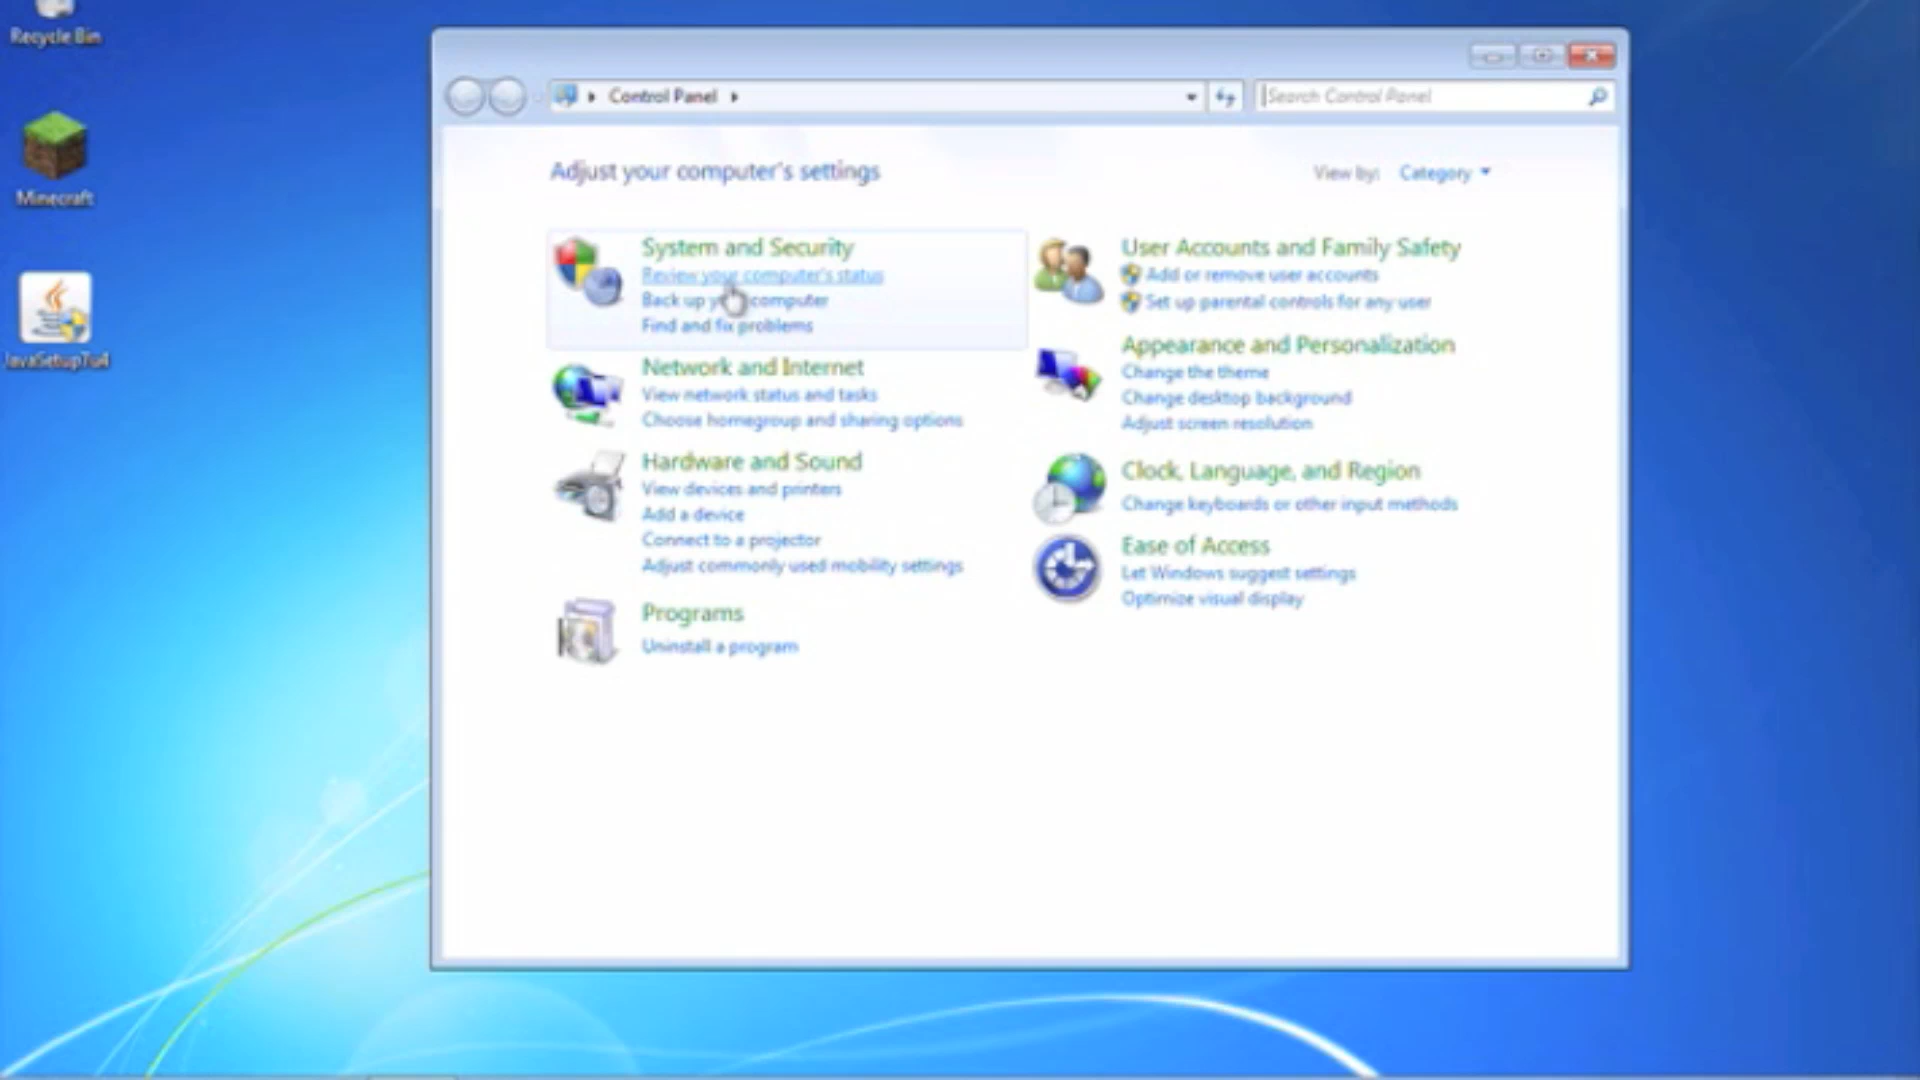 Recycle Bin
Minecraft
JavaSetup7u4
Control Panel
Search Control Panel
Adjust your computer's settings
View by: Category
System and Security
Review your computer's status
Back up your computer
Find and fix problems
Network and Internet
View network status and tasks
Choose homegroup and sharing options
Hardware and Sound
View devices and printers
Add a device
Connect to a projector
Adjust commonly used mobility settings
Programs
Uninstall a program
User Accounts and Family Safety
Add or remove user accounts
Set up parental controls for any user
Appearance and Personalization
Change the theme
Change desktop background
Adjust screen resolution
Clock, Language, and Region
Change keyboards or other input methods
Ease of Access
Let Windows suggest settings
Optimize visual display